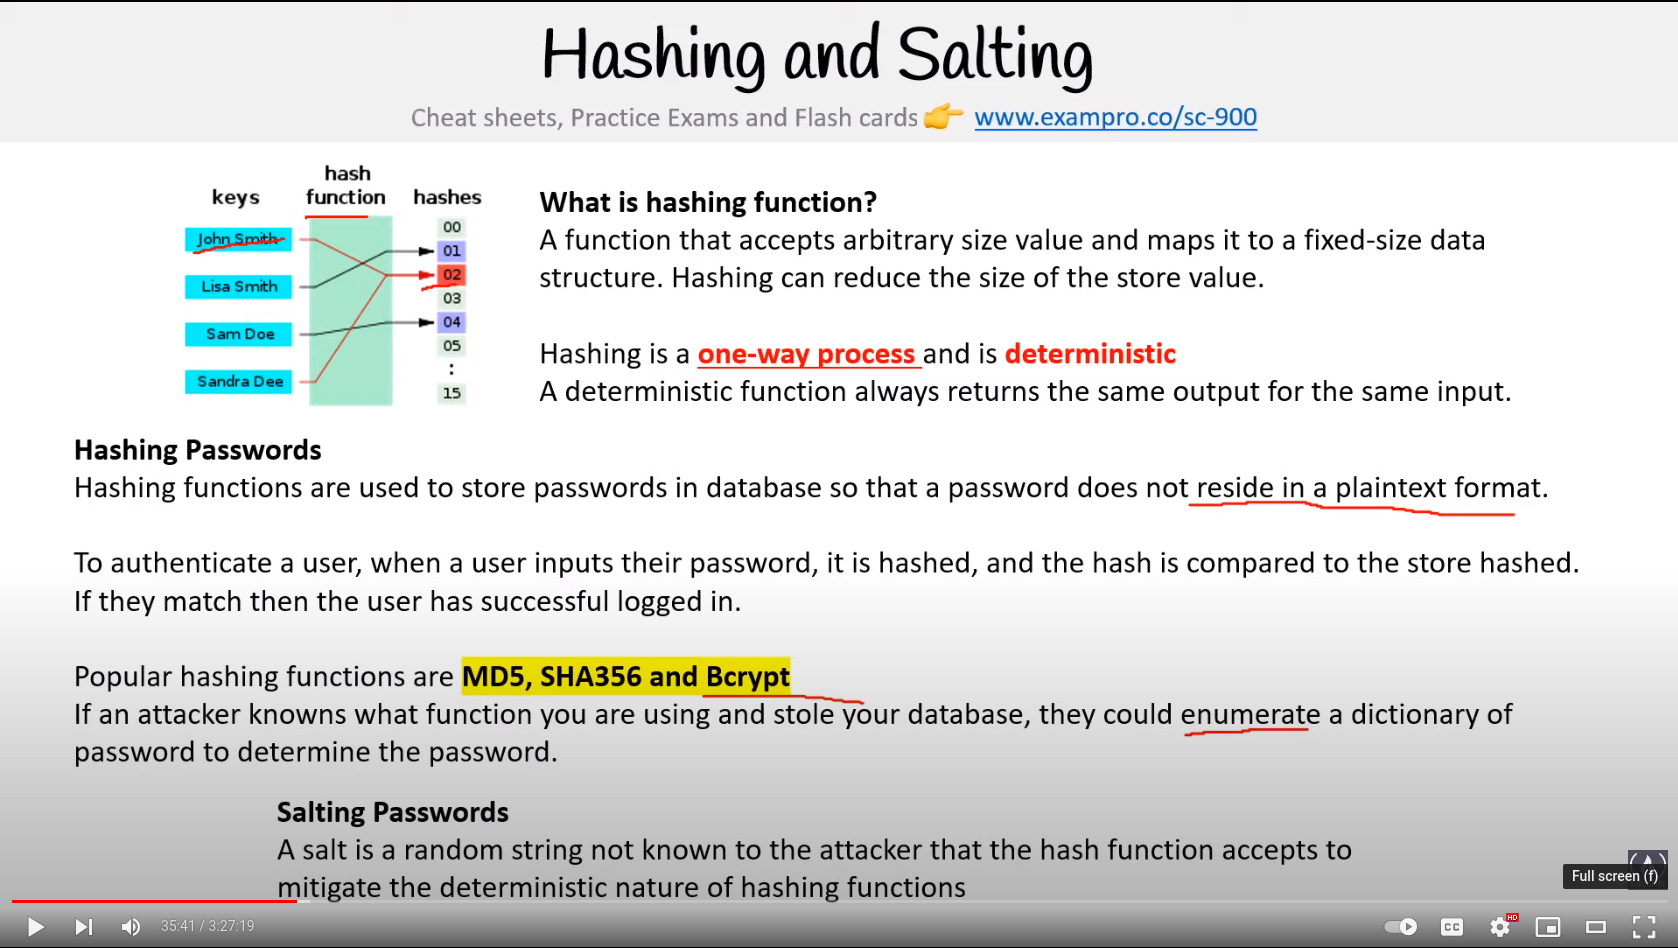 Hashing and Salting
Cheat sheets, Practice Exams and Flash cards 👉 www.exampro.co/sc-900
hash
keys function hashes
John Smith
Lisa Smith
Sam Doe
Sandra Dee
00
01
02
03
04
05
:
15
What is hashing function?
A function that accepts arbitrary size value and maps it to a fixed-size data
structure. Hashing can reduce the size of the store value.
Hashing is a one-way process and is deterministic
A deterministic function always returns the same output for the same input.
Hashing Passwords
Hashing functions are used to store passwords in database so that a password does not reside in a plaintext format.
To authenticate a user, when a user inputs their password, it is hashed, and the hash is compared to the store hashed.
If they match then the user has successful logged in.
Popular hashing functions are MD5, SHA356 and Bcrypt
If an attacker knowns what function you are using and stole your database, they could enumerate a dictionary of
password to determine the password.
Salting Passwords
A salt is a random string not known to the attacker that the hash function accepts to
mitigate the deterministic nature of hashing functions
Full screen (f)
35:41 / 3:27:19
CC
HD